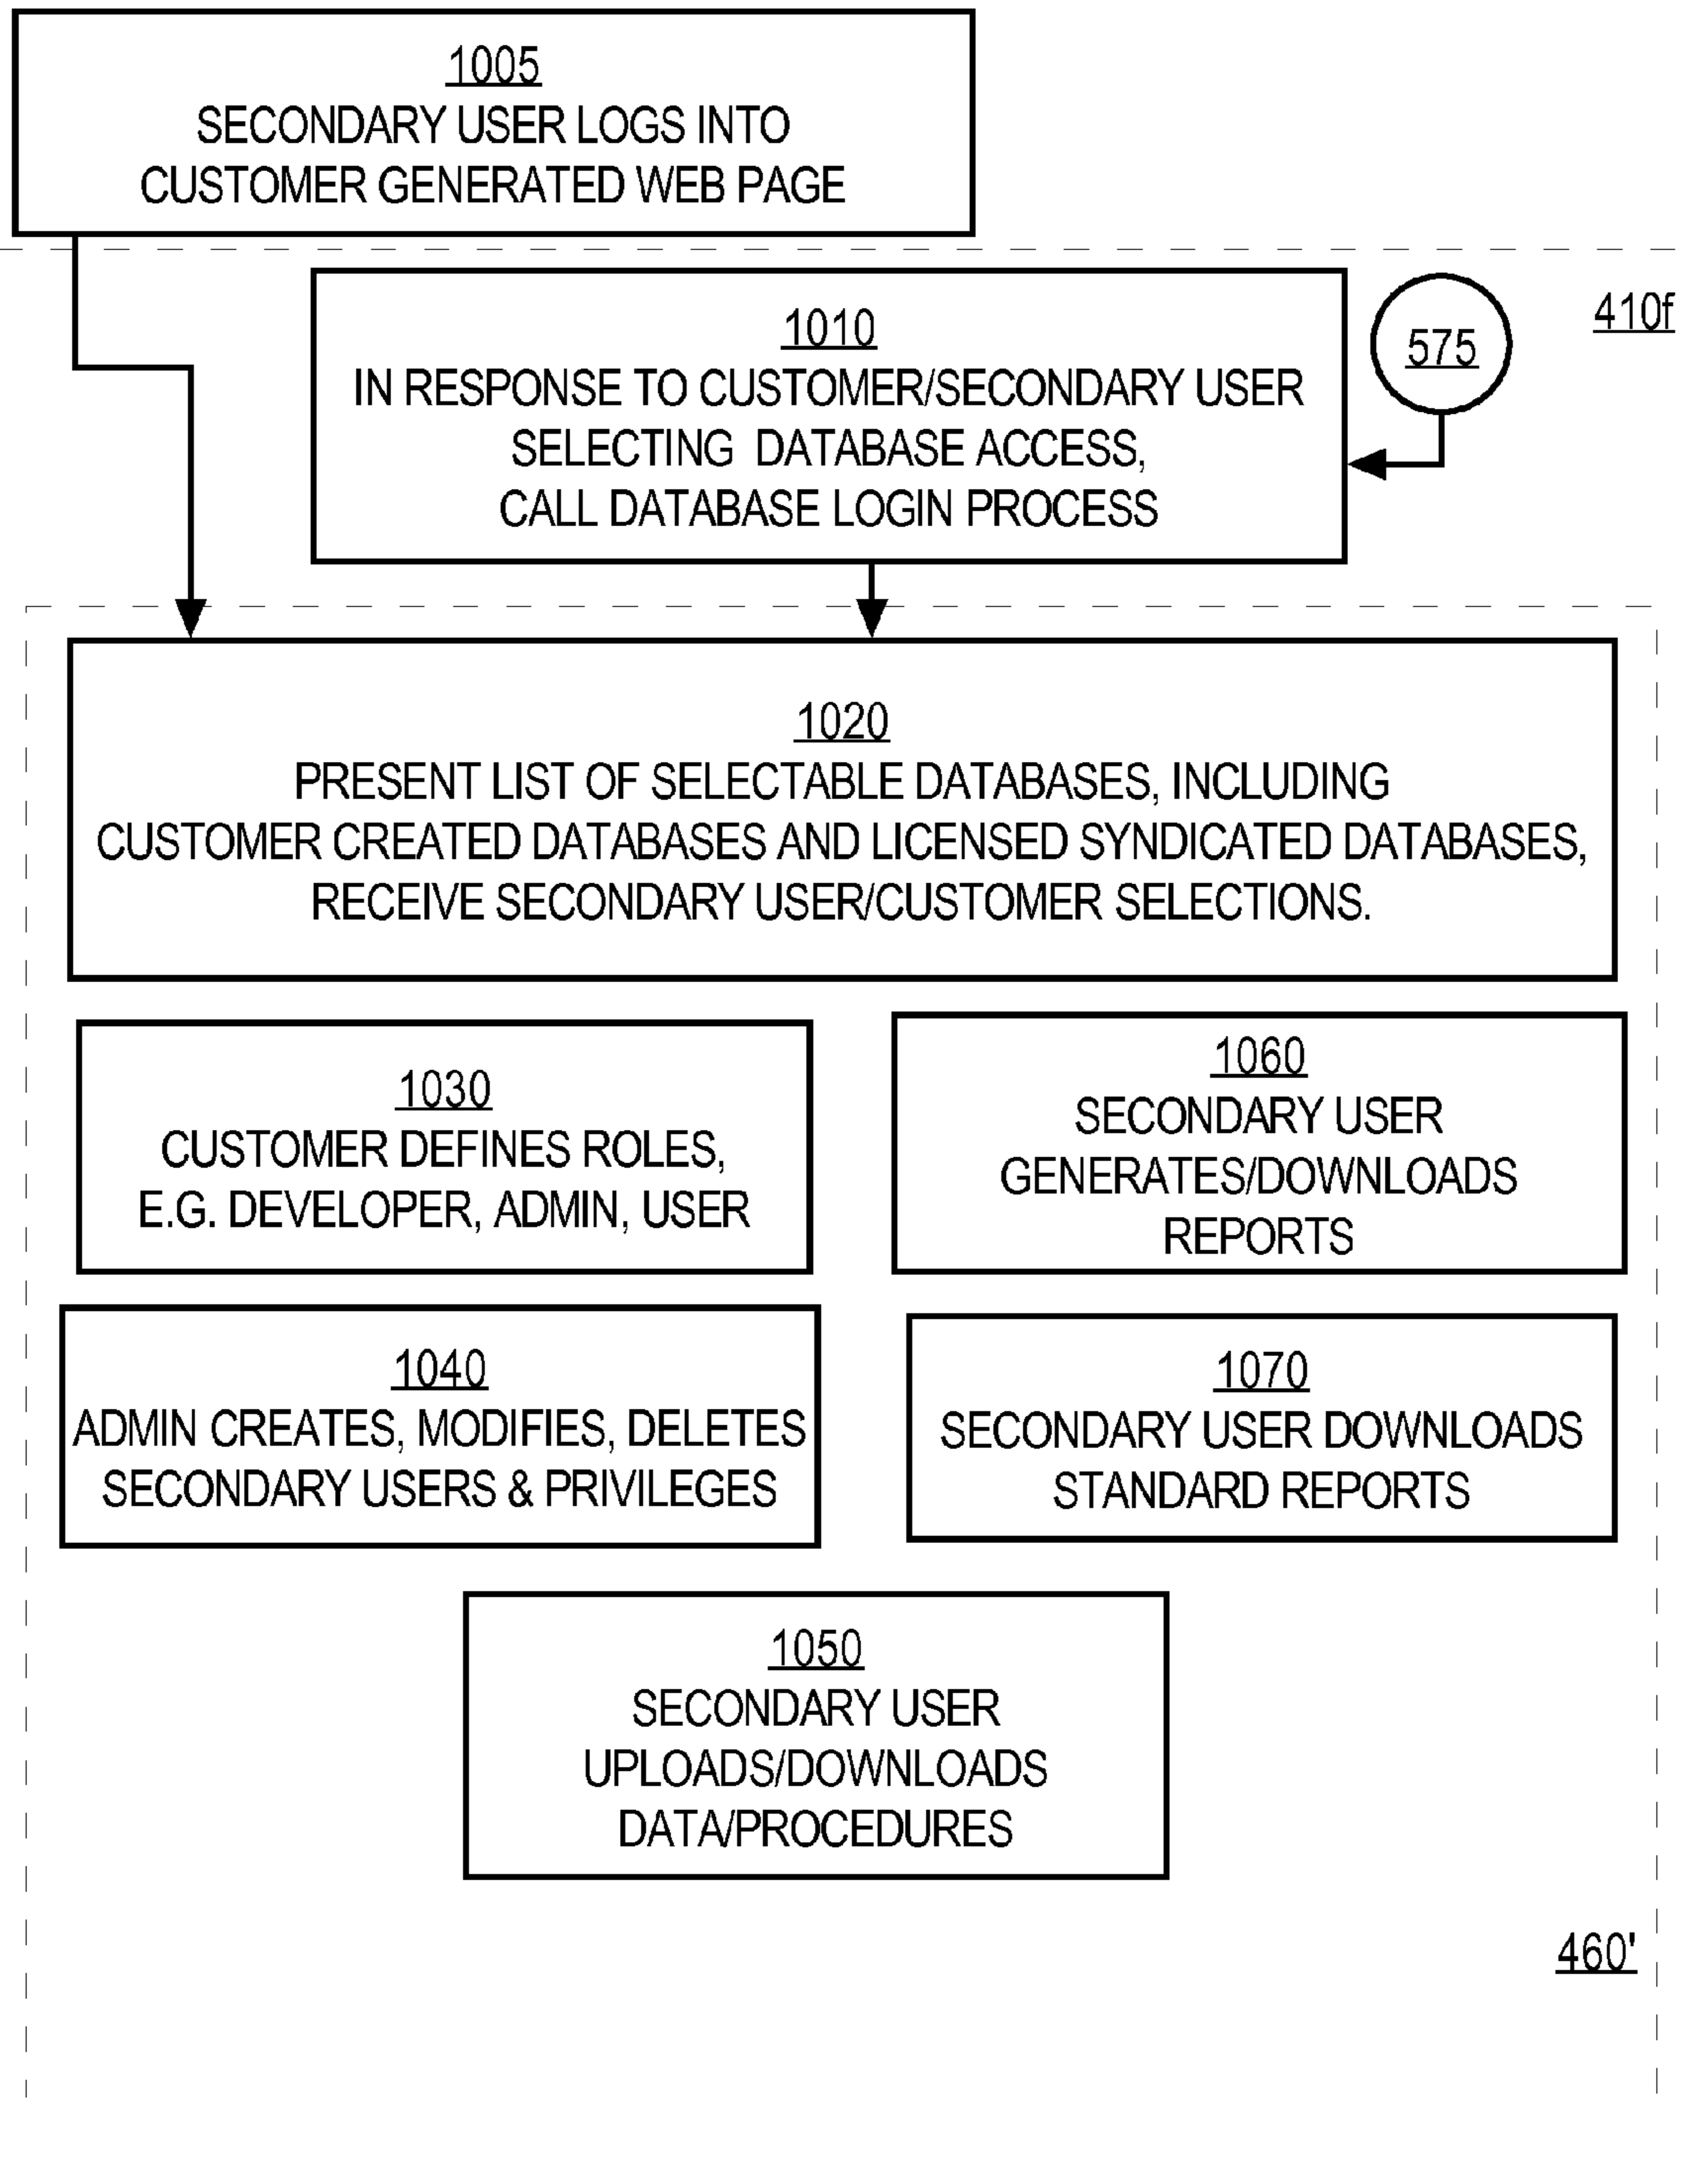 1005
SECONDARY USER LOGS INTO
CUSTOMER GENERATED WEB PAGE
1010
IN RESPONSE TO CUSTOMER/SECONDARY USER
SELECTING DATABASE ACCESS,
CALL DATABASE LOGIN PROCESS
575
410f
1020
PRESENT LIST OF SELECTABLE DATABASES, INCLUDING
CUSTOMER CREATED DATABASES AND LICENSED SYNDICATED DATABASES,
RECEIVE SECONDARY USER/CUSTOMER SELECTIONS.
1030
CUSTOMER DEFINES ROLES,
E.G. DEVELOPER, ADMIN, USER
1060
SECONDARY USER
GENERATES/DOWNLOADS
REPORTS
1040
ADMIN CREATES, MODIFIES, DELETES
SECONDARY USERS & PRIVILEGES
1070
SECONDARY USER DOWNLOADS
STANDARD REPORTS
1050
SECONDARY USER
UPLOADS/DOWNLOADS
DATA/PROCEDURES
460'